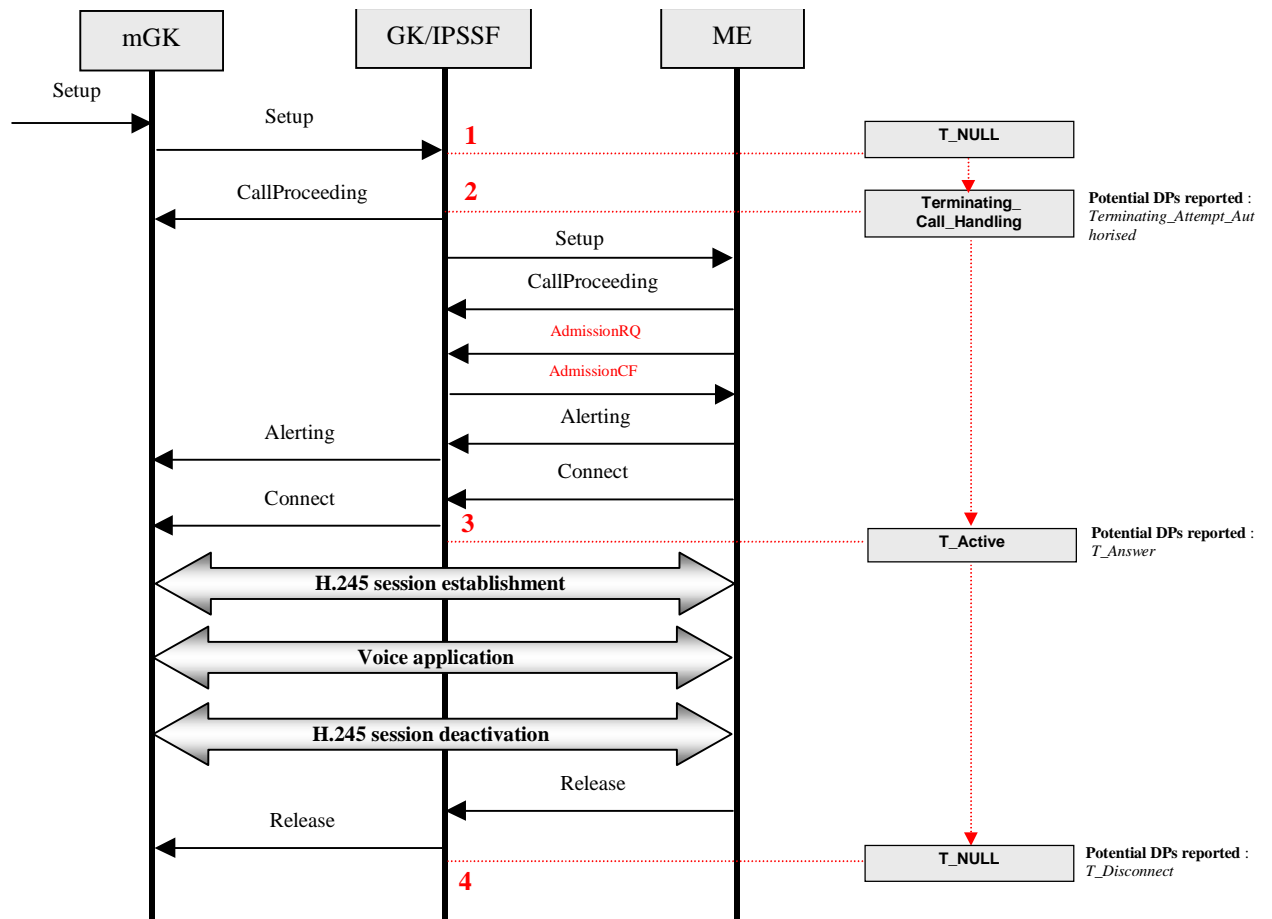 mGK
GK/IPSSF
ME
Setup
Setup
1
T_NULL
CallProceeding
2
Terminating_
Call_Handling
Potential DPs reported :
Terminating_Attempt_Aut
horised
Setup
CallProceeding
AdmissionRQ
AdmissionCF
Alerting
Alerting
Connect
Connect
3
T_Active
Potential DPs reported :
T_Answer
H.245 session establishment
Voice application
H.245 session deactivation
Release
Release
4
T_NULL
Potential DPs reported :
T_Disconnect